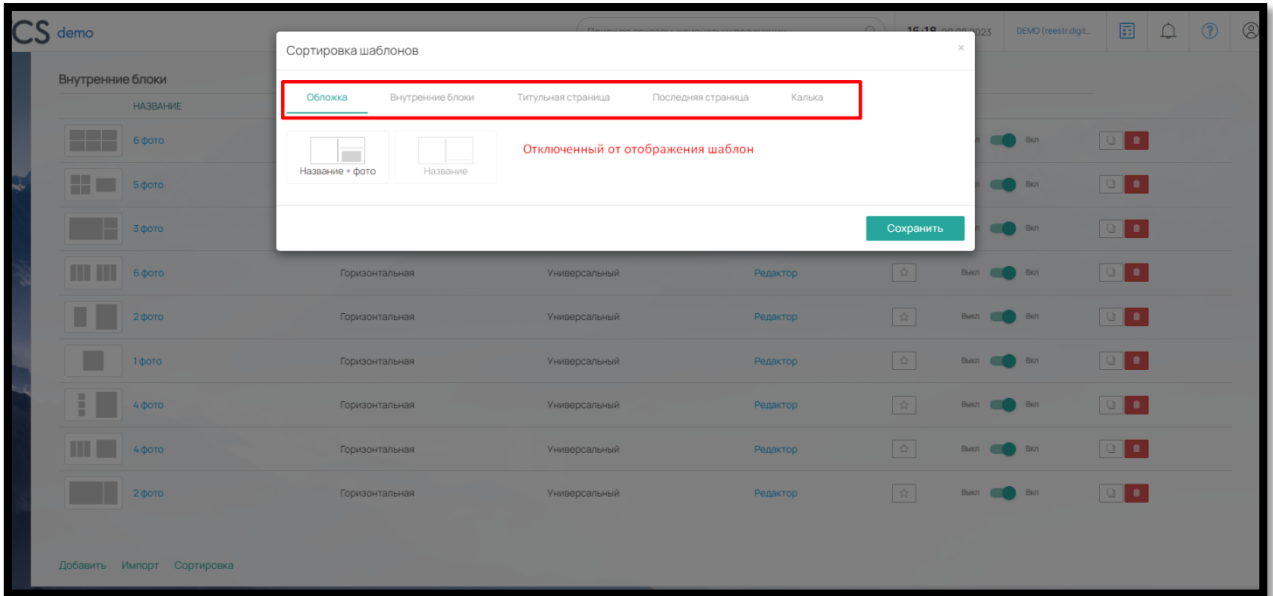 CS demo
16:18
2023
DEMO (reestr.digit...
Сортировка шаблонов
×
Обложка Внутренние блоки Титульная страница Последняя страница Калька
Название + фото Название
Отключенный от отображения шаблон
Сохранить
Внутренние блоки
НАЗВАНИЕ
6 фото Вкл
5 фото Вкл
3 фото Вкл
6 фото Горизонтальная Универсальный Редактор Выкл Вкл
2 фото Горизонтальная Универсальный Редактор Выкл Вкл
1 фото Горизонтальная Универсальный Редактор Выкл Вкл
4 фото Горизонтальная Универсальный Редактор Выкл Вкл
4 фото Горизонтальная Универсальный Редактор Выкл Вкл
2 фото Горизонтальная Универсальный Редактор Выкл Вкл
Добавить Импорт Сортировка